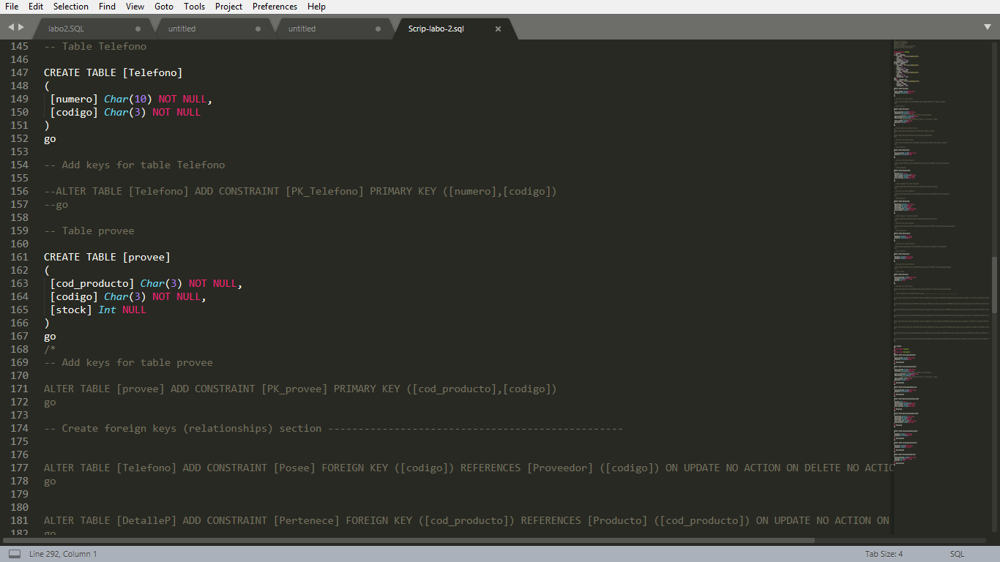 File Edit Selection Find View Goto Tools Project Preferences Help
labo2.SQL untitled untitled Scrip-labo-2.sql
145 -- Table Telefono
146
147 CREATE TABLE [Telefono]
148 (
149 [numero] Char(10) NOT NULL,
150 [codigo] Char(3) NOT NULL
151 )
152 go
153
154 -- Add keys for table Telefono
155
156 --ALTER TABLE [Telefono] ADD CONSTRAINT [PK_Telefono] PRIMARY KEY ([numero],[codigo])
157 --go
158
159 -- Table provee
160
161 CREATE TABLE [provee]
162 (
163 [cod_producto] Char(3) NOT NULL,
164 [codigo] Char(3) NOT NULL,
165 [stock] Int NULL
166 )
167 go
168 /*
169 -- Add keys for table provee
170
171 ALTER TABLE [provee] ADD CONSTRAINT [PK_provee] PRIMARY KEY ([cod_producto],[codigo])
172 go
173
174 -- Create foreign keys (relationships) section -------------------------------------------------
175
176
177 ALTER TABLE [Telefono] ADD CONSTRAINT [Posee] FOREIGN KEY ([codigo]) REFERENCES [Proveedor] ([codigo]) ON UPDATE NO ACTION ON DELETE NO ACTIO
178 go
179
180
181 ALTER TABLE [DetalleP] ADD CONSTRAINT [Pertenece] FOREIGN KEY ([cod_producto]) REFERENCES [Producto] ([cod_producto]) ON UPDATE NO ACTION ON
182 go
Line 292, Column 1 Tab Size: 4 SQL